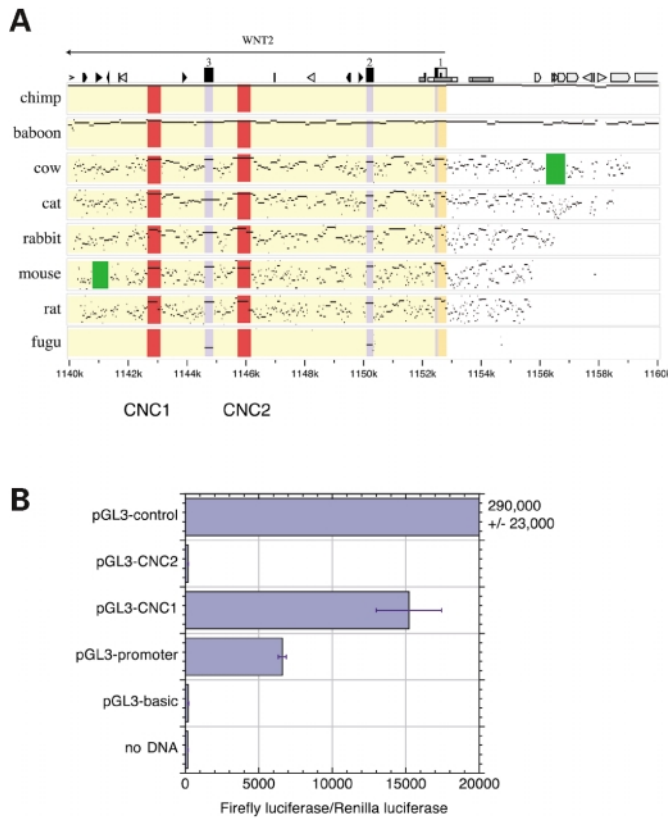 A
WNT2
3
2
1
chimp
baboon
cow
cat
rabbit
mouse
rat
fugu
1140k 1142k 1144k 1146k 1148k 1150k 1152k 1154k 1156k 1158k 1160k
CNC1 CNC2
B
pGL3-control
290,000
+/- 23,000
pGL3-CNC2
pGL3-CNC1
pGL3-promoter
pGL3-basic
no DNA
0 5000 10000 15000 20000
Firefly luciferase/Renilla luciferase